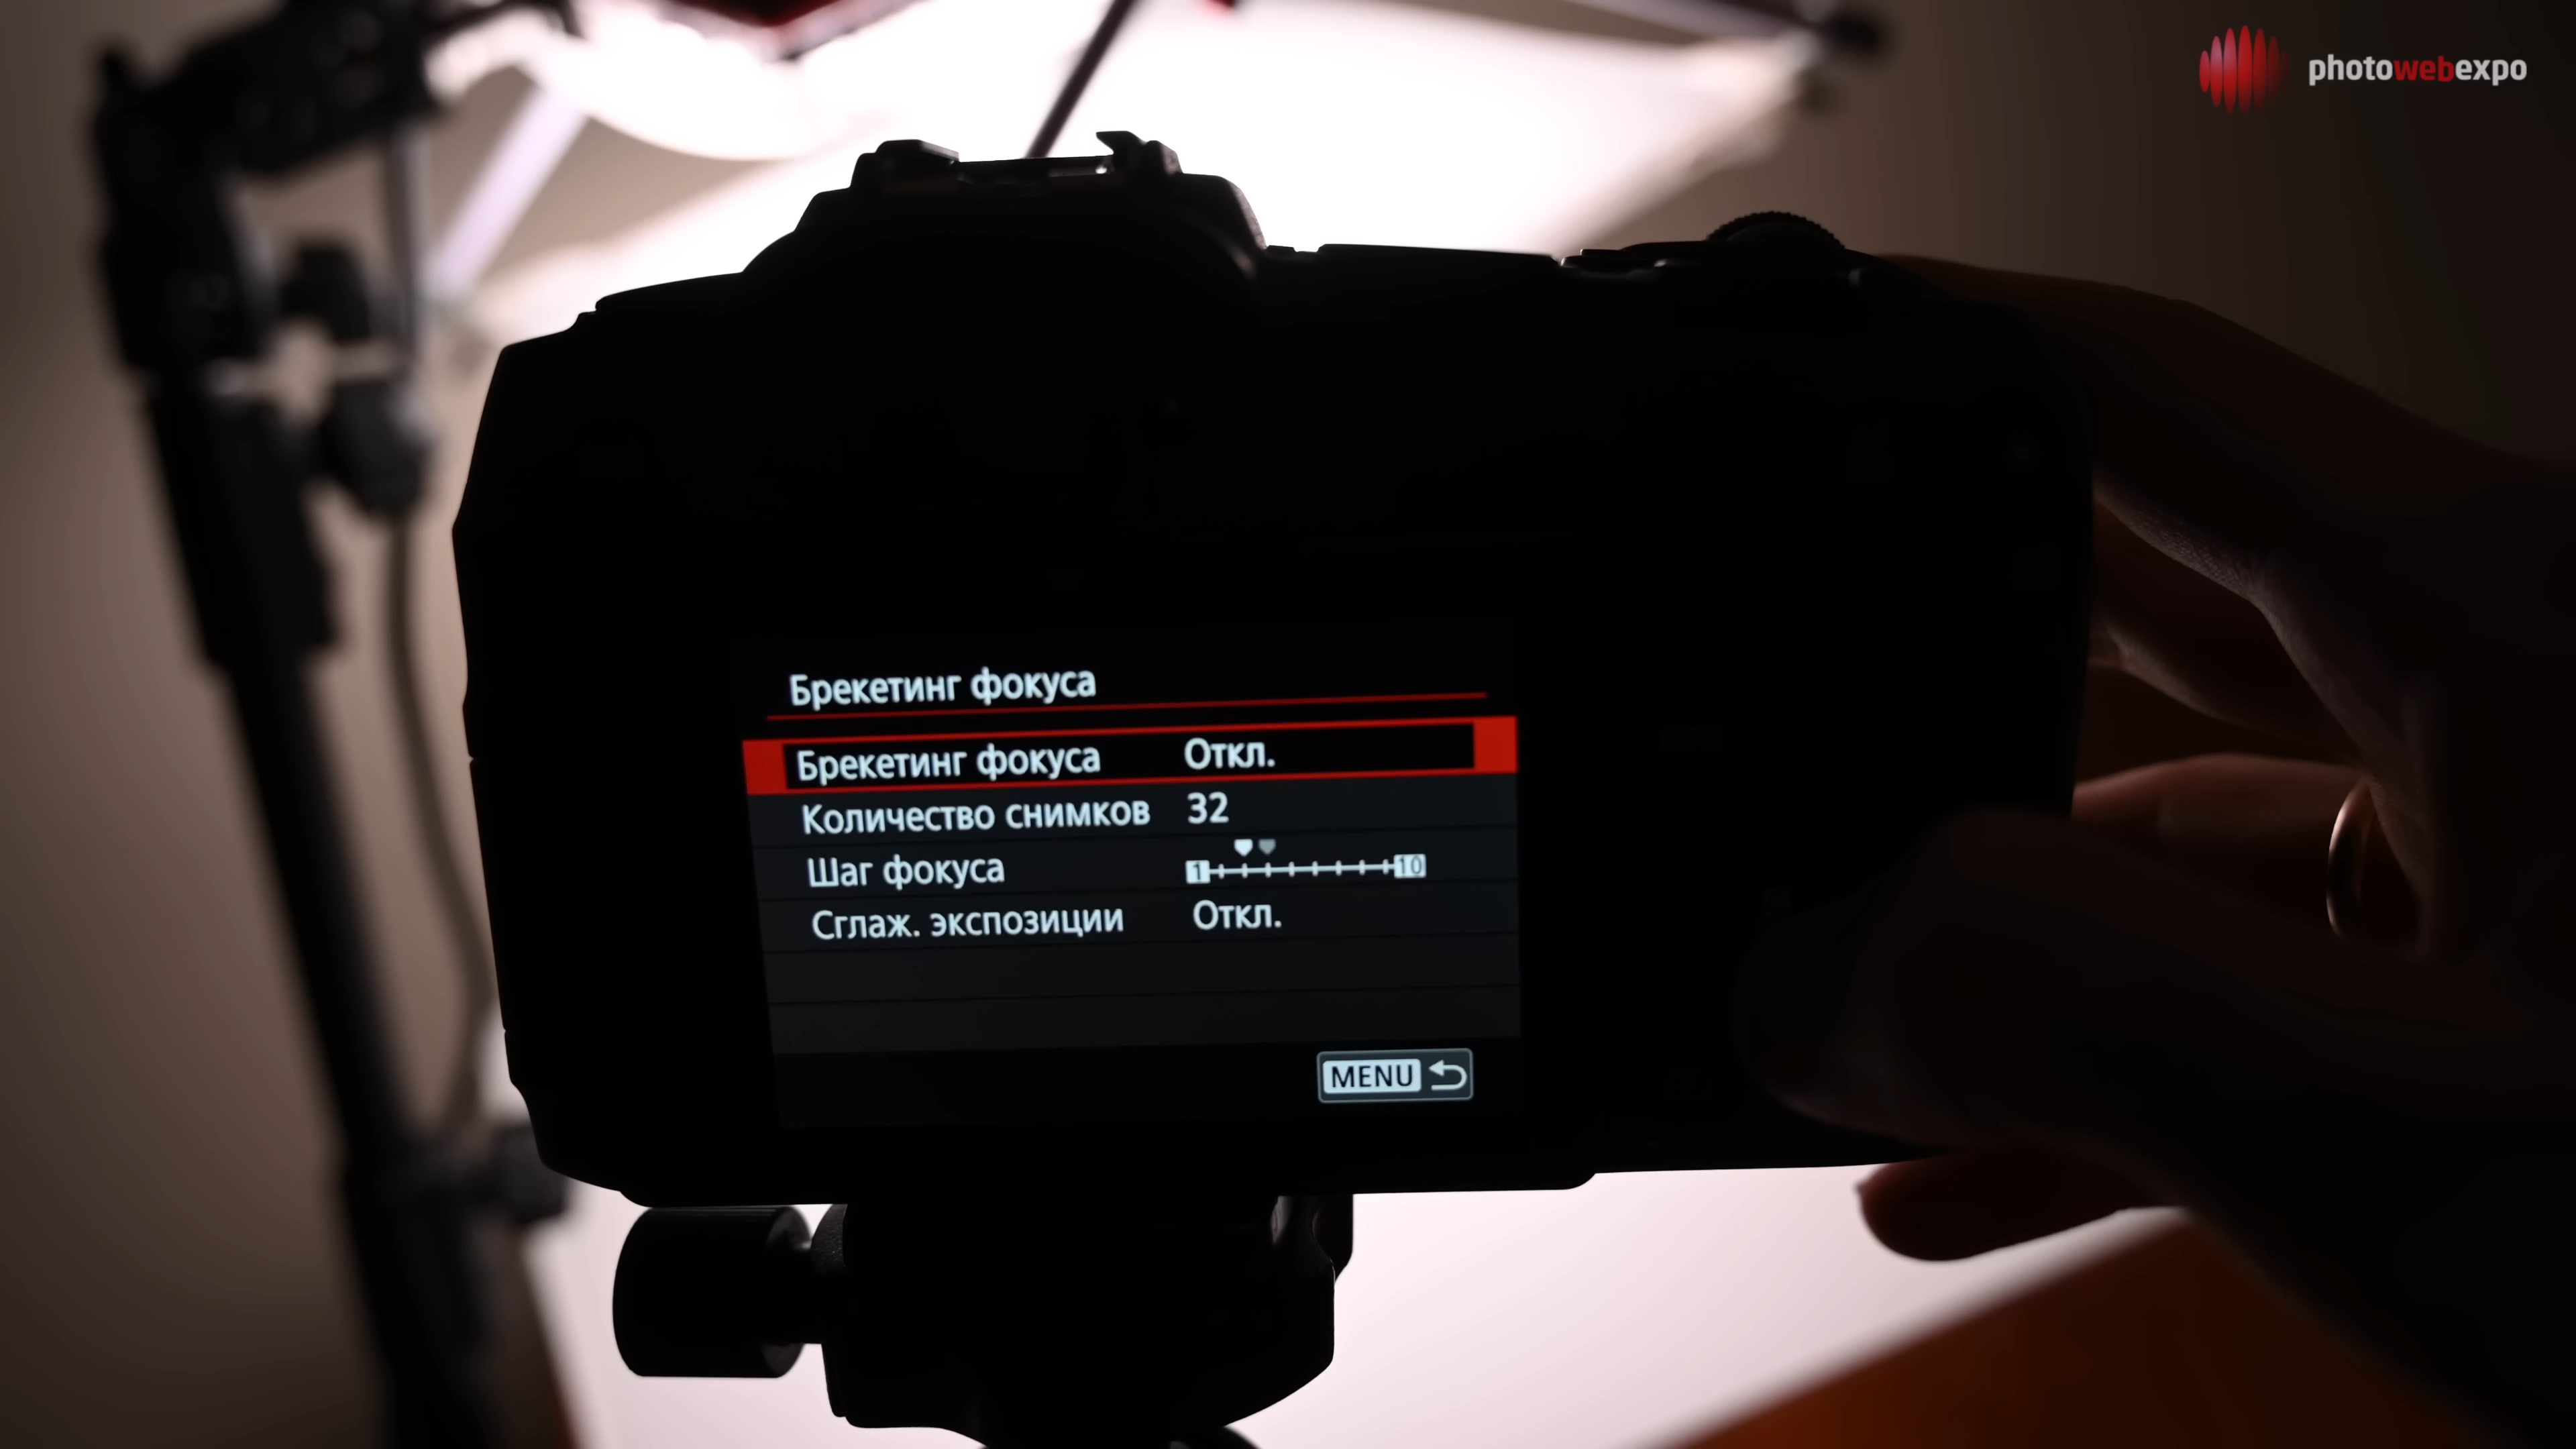 photowebexpo
Брекетинг фокуса
Брекетинг фокуса Откл.
Количество снимков 32
Шаг фокуса 1 10
Сглаж. экспозиции Откл.
MENU